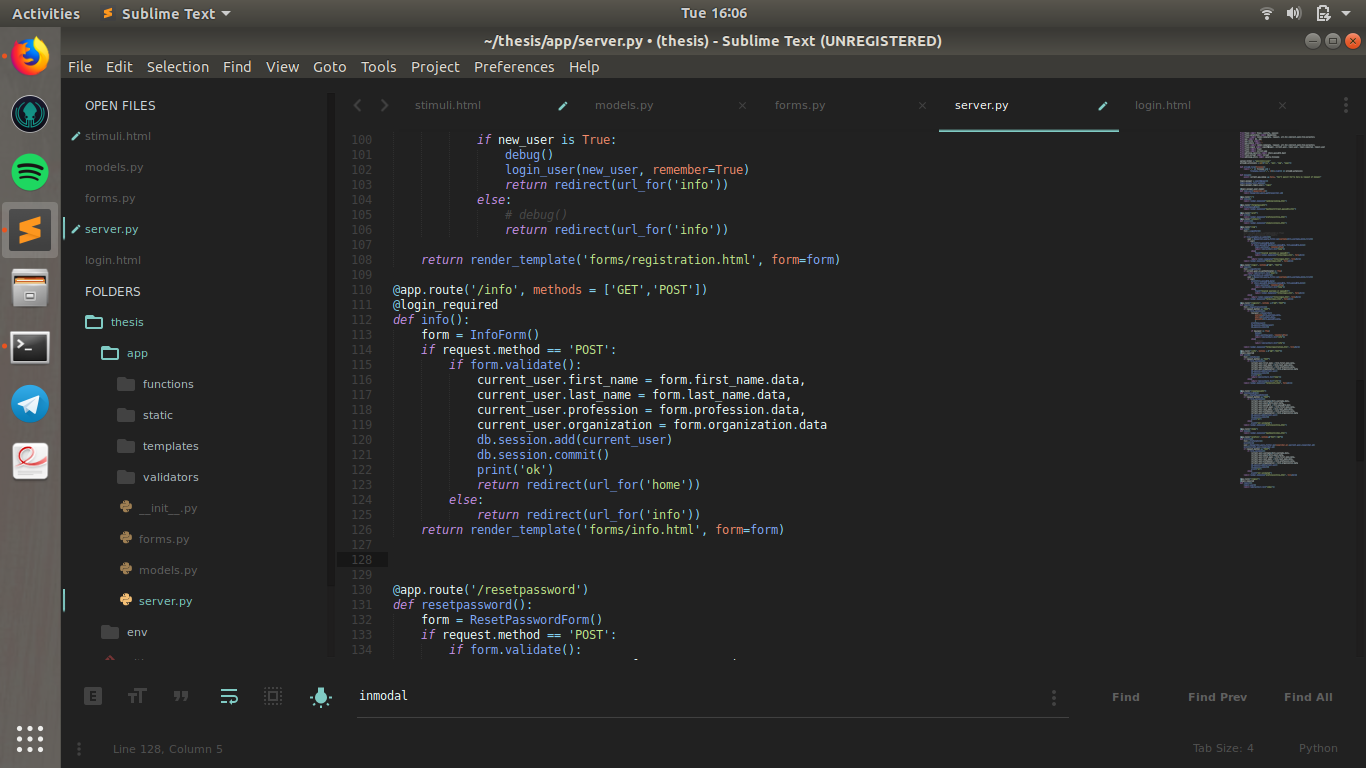 Activities
Sublime Text
Tue 16:06
~/thesis/app/server.py • (thesis) - Sublime Text (UNREGISTERED)
File Edit Selection Find View Goto Tools Project Preferences Help
OPEN FILES
stimuli.html
models.py
forms.py
server.py
login.html
FOLDERS
thesis
app
functions
static
templates
validators
__init__.py
forms.py
models.py
server.py
env
stimuli.html models.py forms.py server.py login.html
100 if new_user is True:
101 debug()
102 login_user(new_user, remember=True)
103 return redirect(url_for('info'))
104 else:
105 # debug()
106 return redirect(url_for('info'))
107
108 return render_template('forms/registration.html', form=form)
109
110 @app.route('/info', methods = ['GET','POST'])
111 @login_required
112 def info():
113 form = InfoForm()
114 if request.method == 'POST':
115 if form.validate():
116 current_user.first_name = form.first_name.data,
117 current_user.last_name = form.last_name.data,
118 current_user.profession = form.profession.data,
119 current_user.organization = form.organization.data
120 db.session.add(current_user)
121 db.session.commit()
122 print('ok')
123 return redirect(url_for('home'))
124 else:
125 return redirect(url_for('info'))
126 return render_template('forms/info.html', form=form)
127
128
129
130 @app.route('/resetpassword')
131 def resetpassword():
132 form = ResetPasswordForm()
133 if request.method == 'POST':
134 if form.validate():
inmodal
Find Find Prev Find All
Line 128, Column 5
Tab Size: 4 Python